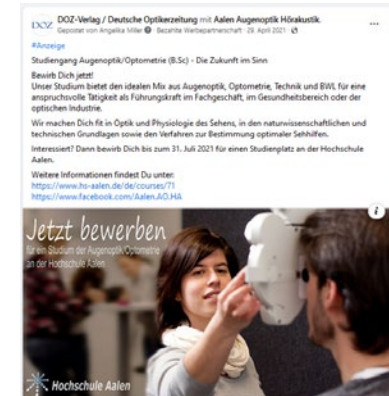 DOZ
DOZ-Verlag / Deutsche Optikerzeitung mit Aalen Augenoptik Hörakustik.
Gepostet von Angelika Miller · Bezahlte Werbepartnerschaft · 29. April 2021 ·
#Anzeige
Studiengang Augenoptik/Optometrie (B.Sc) - Die Zukunft im Sinn
Bewirb Dich jetzt!
Unser Studium bietet den idealen Mix aus Augenoptik, Optometrie, Technik und BWL für eine
anspruchsvolle Tätigkeit als Führungskraft im Fachgeschäft, im Gesundheitsbereich oder der
optischen Industrie.
Wir machen Dich fit in Optik und Physiologie des Sehens, in den naturwissenschaftlichen und
technischen Grundlagen sowie den Verfahren zur Bestimmung optimaler Sehhilfen.
Interessiert? Dann bewirb Dich bis zum 31. Juli 2021 für einen Studienplatz an der Hochschule
Aalen.
Weitere Informationen findest Du unter:
https://www.hs-aalen.de/de/courses/71
https://www.facebook.com/Aalen.AO.HA
Jetzt bewerben
für ein Studium der Augenoptik/Optometrie
an der Hochschule Aalen
Hochschule Aalen